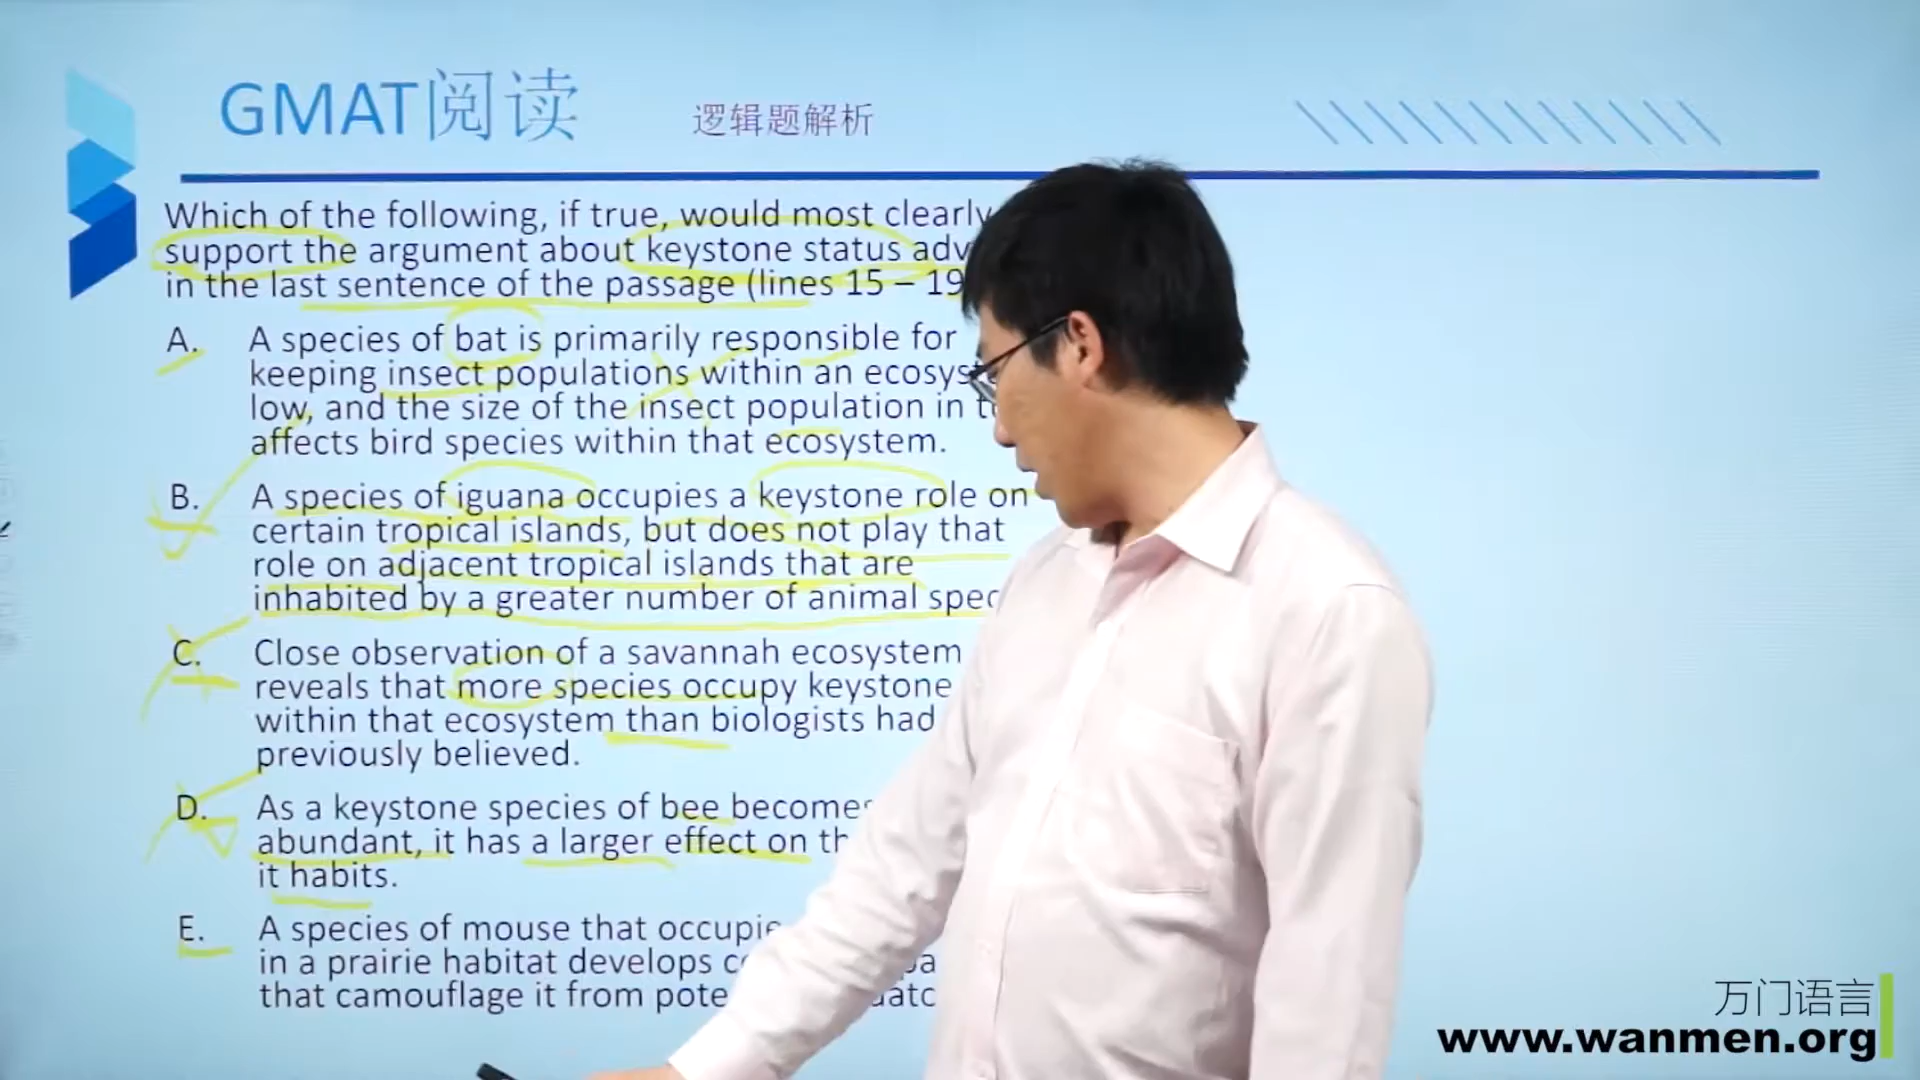 GMAT阅读
逻辑题解析
Which of the following, if true, would most clearly
support the argument about keystone status
in the last sentence of the passage (lines 15 – 19
A. A species of bat is primarily responsible for
keeping insect populations within an
low, and the size of the insect population in
affects bird species within that ecosystem.
B. A species of iguana occupies a keystone role on
certain tropical islands, but does not play that
role on adjacent tropical islands that are
inhabited by a greater number of animal
C. Close observation of a savannah ecosystem
reveals that more species occupy keystone
within that ecosystem than biologists had
previously believed.
D. As a keystone species of bee
abundant, it has a larger effect on
it habits.
E. A species of mouse that
in a prairie habitat develops
that camouflage it from
万门语言
www.wanmen.org